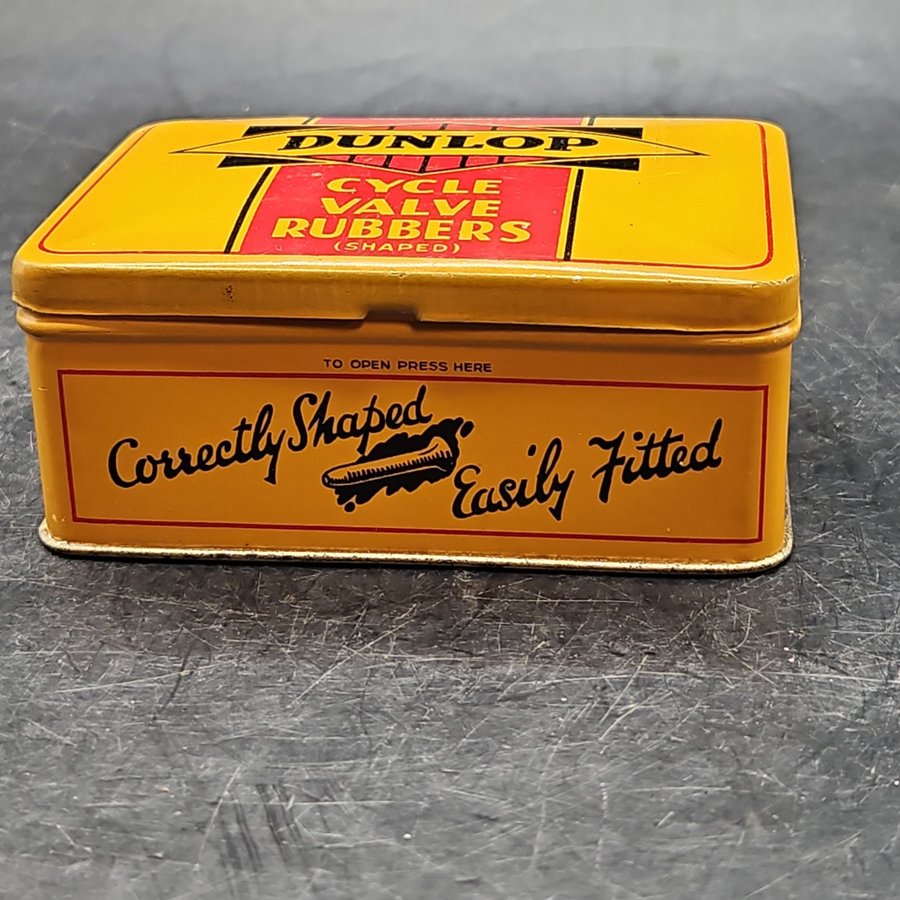 DUNLOP
CYCLE
VALVE
RUBBERS
(SHAPED)
TO OPEN PRESS HERE
Correctly Shaped
Easily Fitted